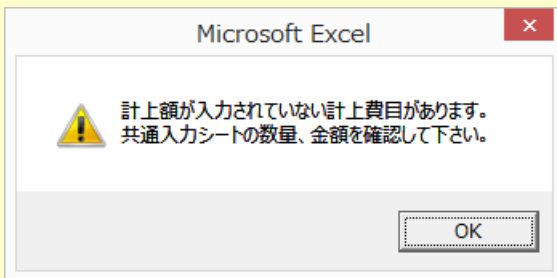 Microsoft Excel
計上額が入力されていない計上費目があります。
共通入力シートの数量、金額を確認して下さい。
OK